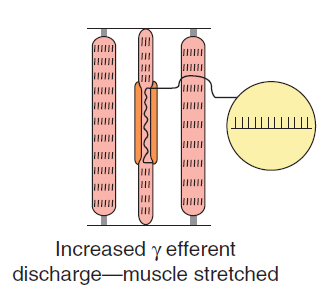 Increased γ efferent
discharge—muscle stretched